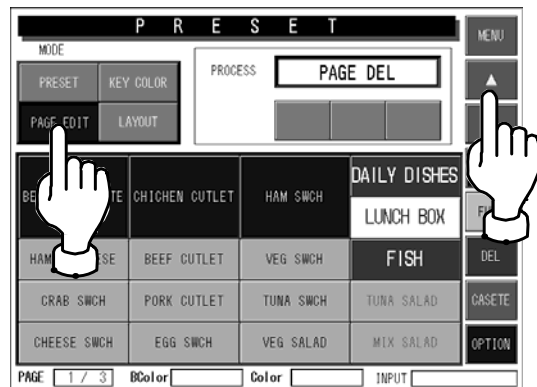 PRESET
MENU
MODE
PRESET
KEY COLOR
PAGE EDIT
LAYOUT
PROCESS
PAGE DEL
CHICHEN CUTLET
HAM SWCH
DAILY DISHES
LUNCH BOX
BEEF CUTLET
VEG SWCH
FISH
DEL
CRAB SWCH
PORK CUTLET
TUNA SWCH
TUNA SALAD
CASETE
CHEESE SWCH
EGG SWCH
VEG SALAD
MIX SALAD
OPTION
PAGE 1 / 3 BColor Color INPUT